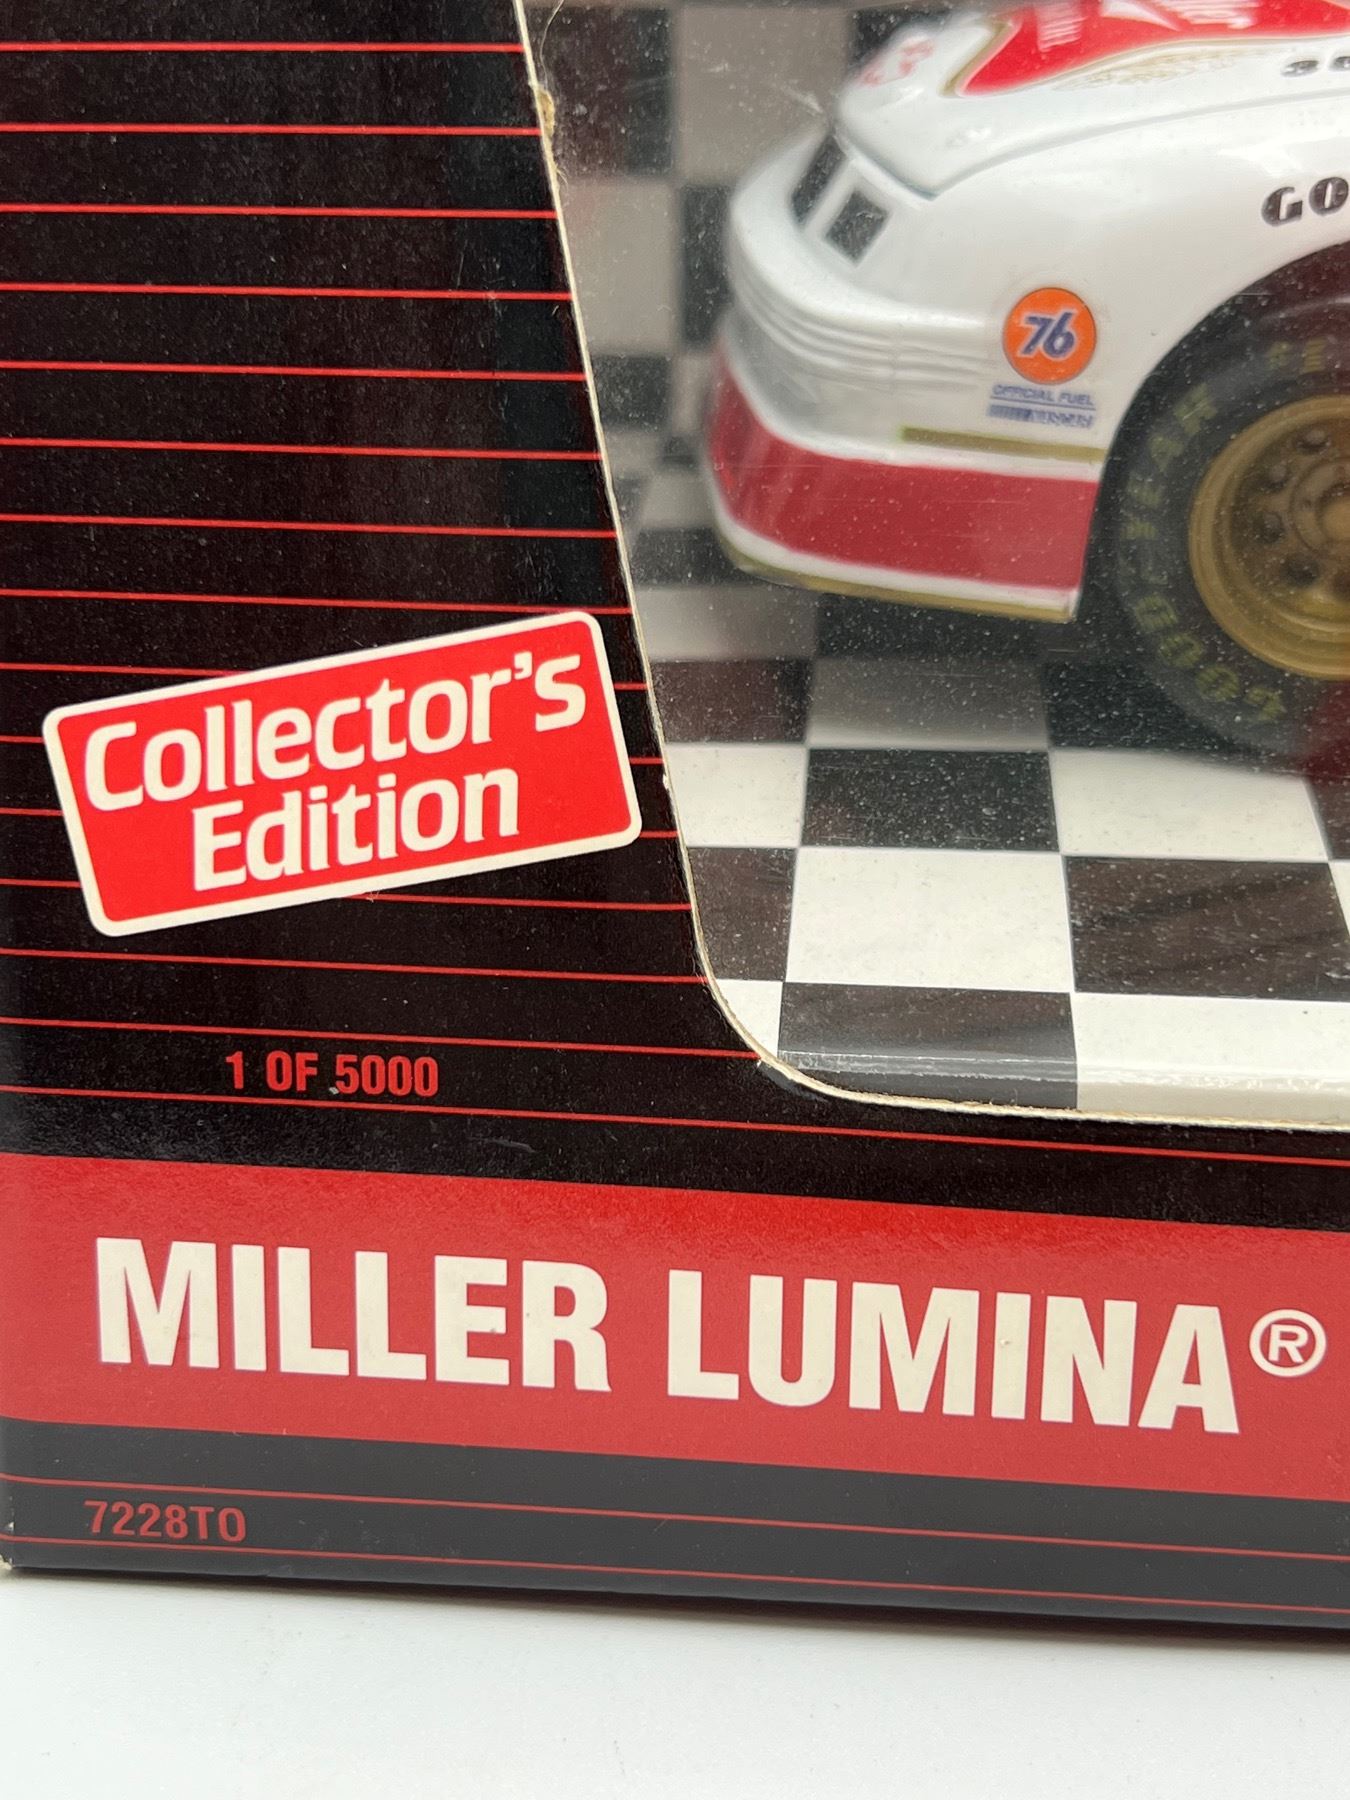 GO
76
OFFICIAL FUEL
GOODYEAR
Collector's
Edition
1 OF 5000
MILLER LUMINA®
7228TO